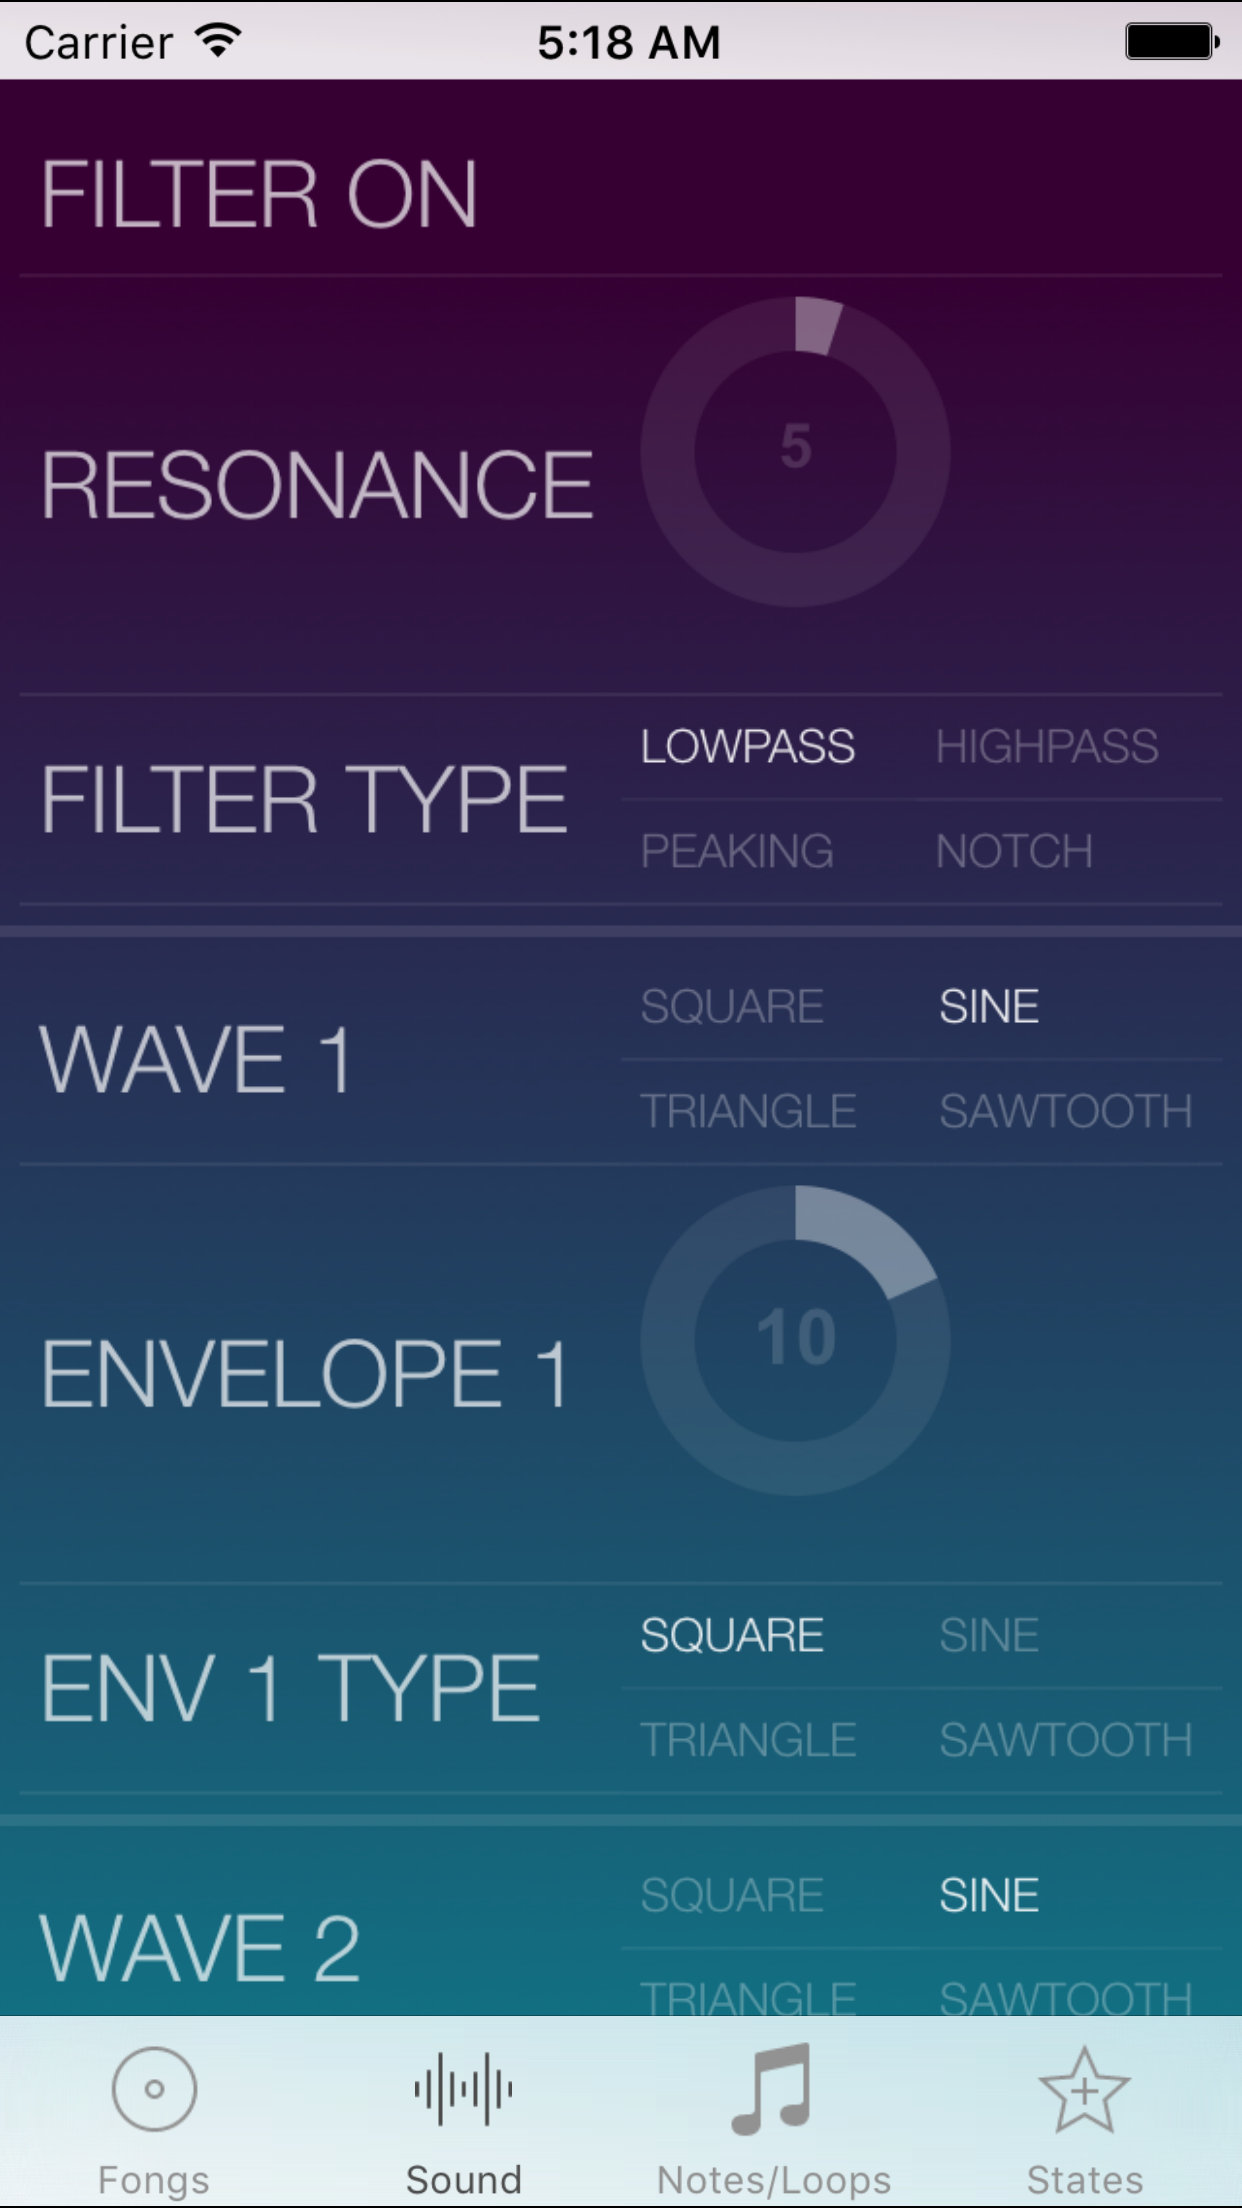 Carrier 5:18 AM
FILTER ON
RESONANCE 5
FILTER TYPE
LOWPASS HIGHPASS
PEAKING NOTCH
WAVE 1
SQUARE SINE
TRIANGLE SAWTOOTH
ENVELOPE 1 10
ENV 1 TYPE
SQUARE SINE
TRIANGLE SAWTOOTH
WAVE 2
SQUARE SINE
TRIANGLE SAWTOOTH
Fongs Sound Notes/Loops States